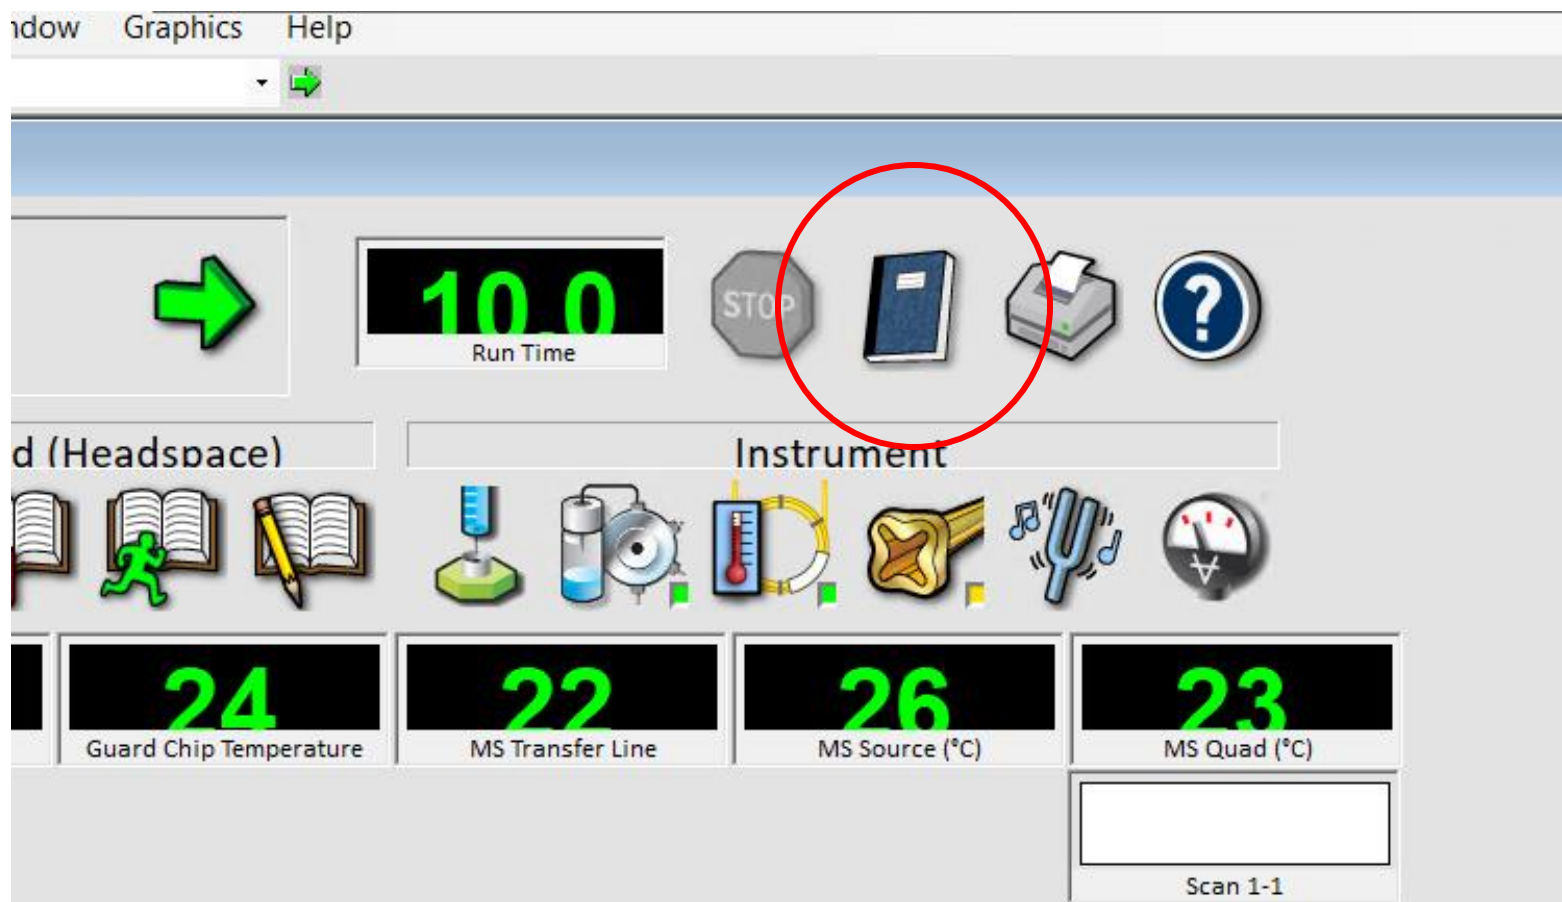 ndow Graphics Help
10.0
Run Time
STOP
?
d (Headspace)
Instrument
24
22
26
23
Guard Chip Temperature
MS Transfer Line
MS Source (°C)
MS Quad (°C)
Scan 1-1